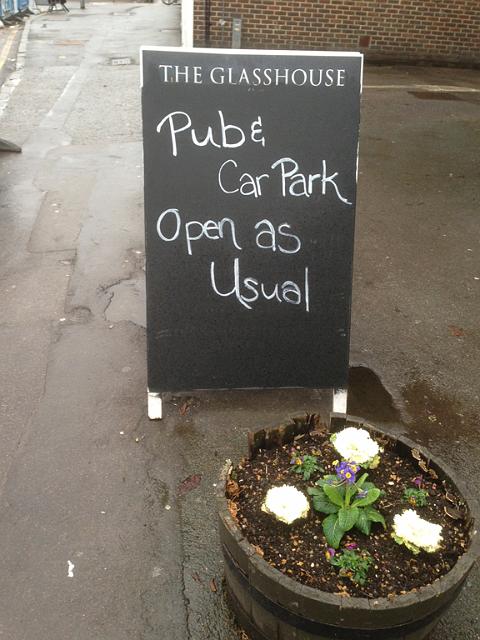 THE GLASSHOUSE
Pub &
Car Park
Open as
Usual